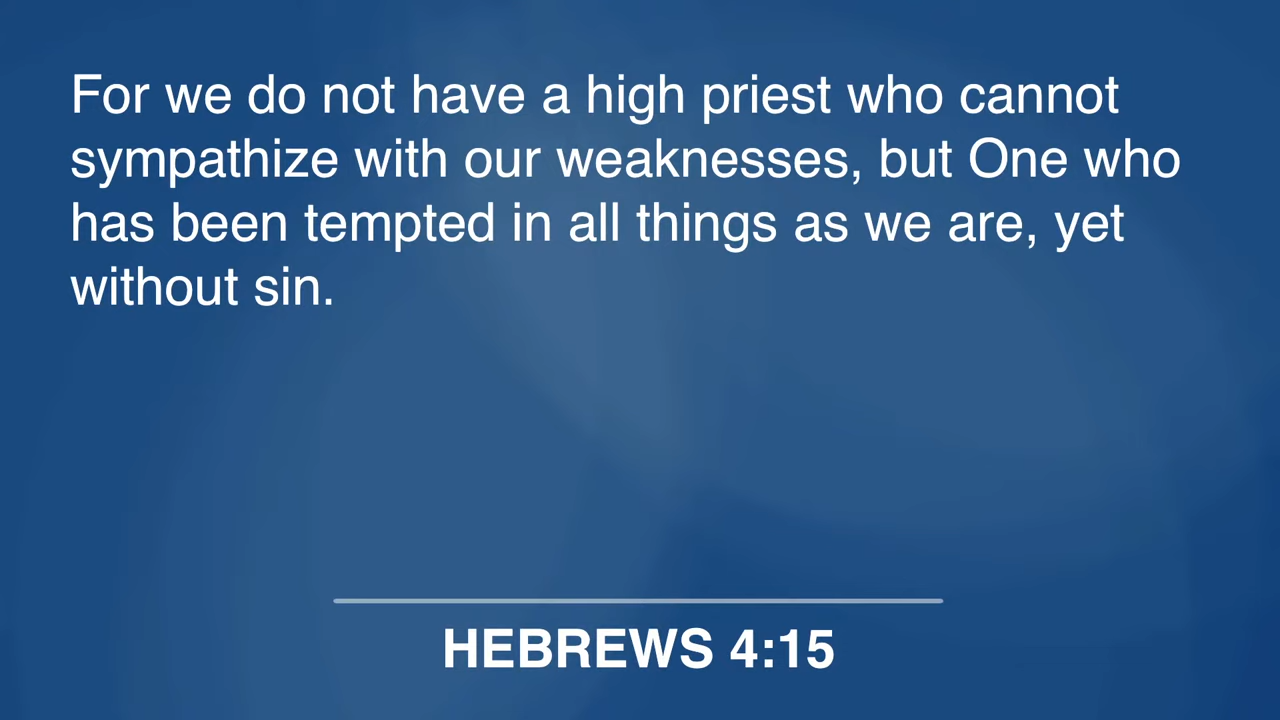 For we do not have a high priest who cannot
sympathize with our weaknesses, but One who
has been tempted in all things as we are, yet
without sin.
HEBREWS 4:15